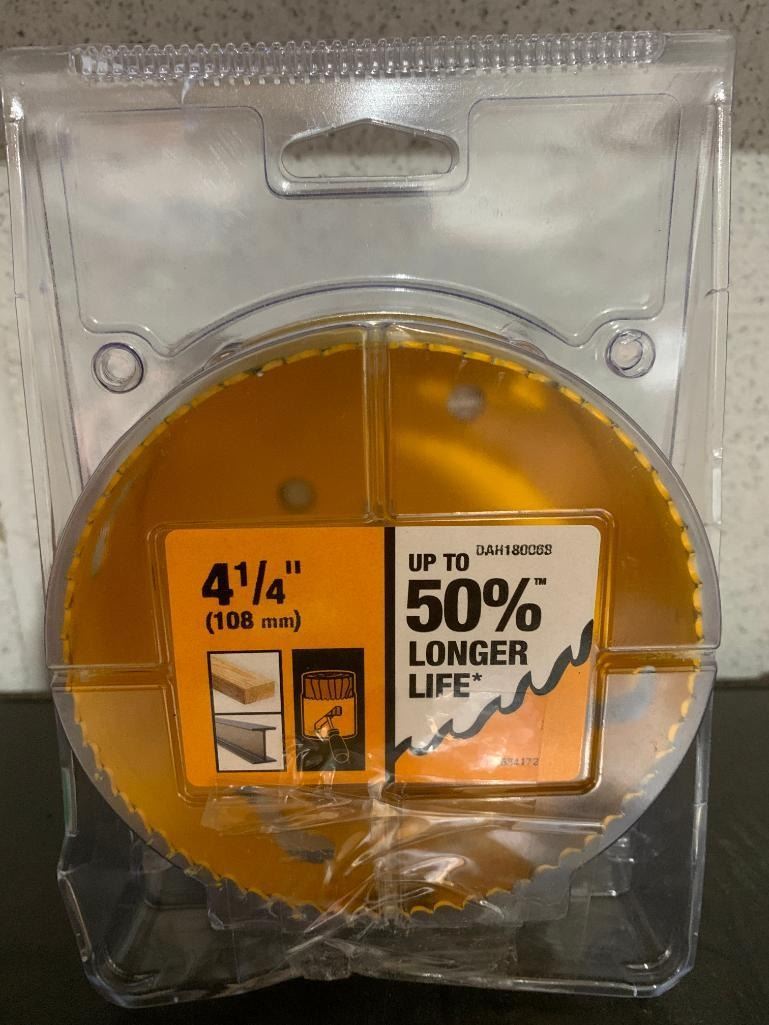 4 1/4"
(108 mm)
DAH180068
UP TO
50%™
LONGER
LIFE*